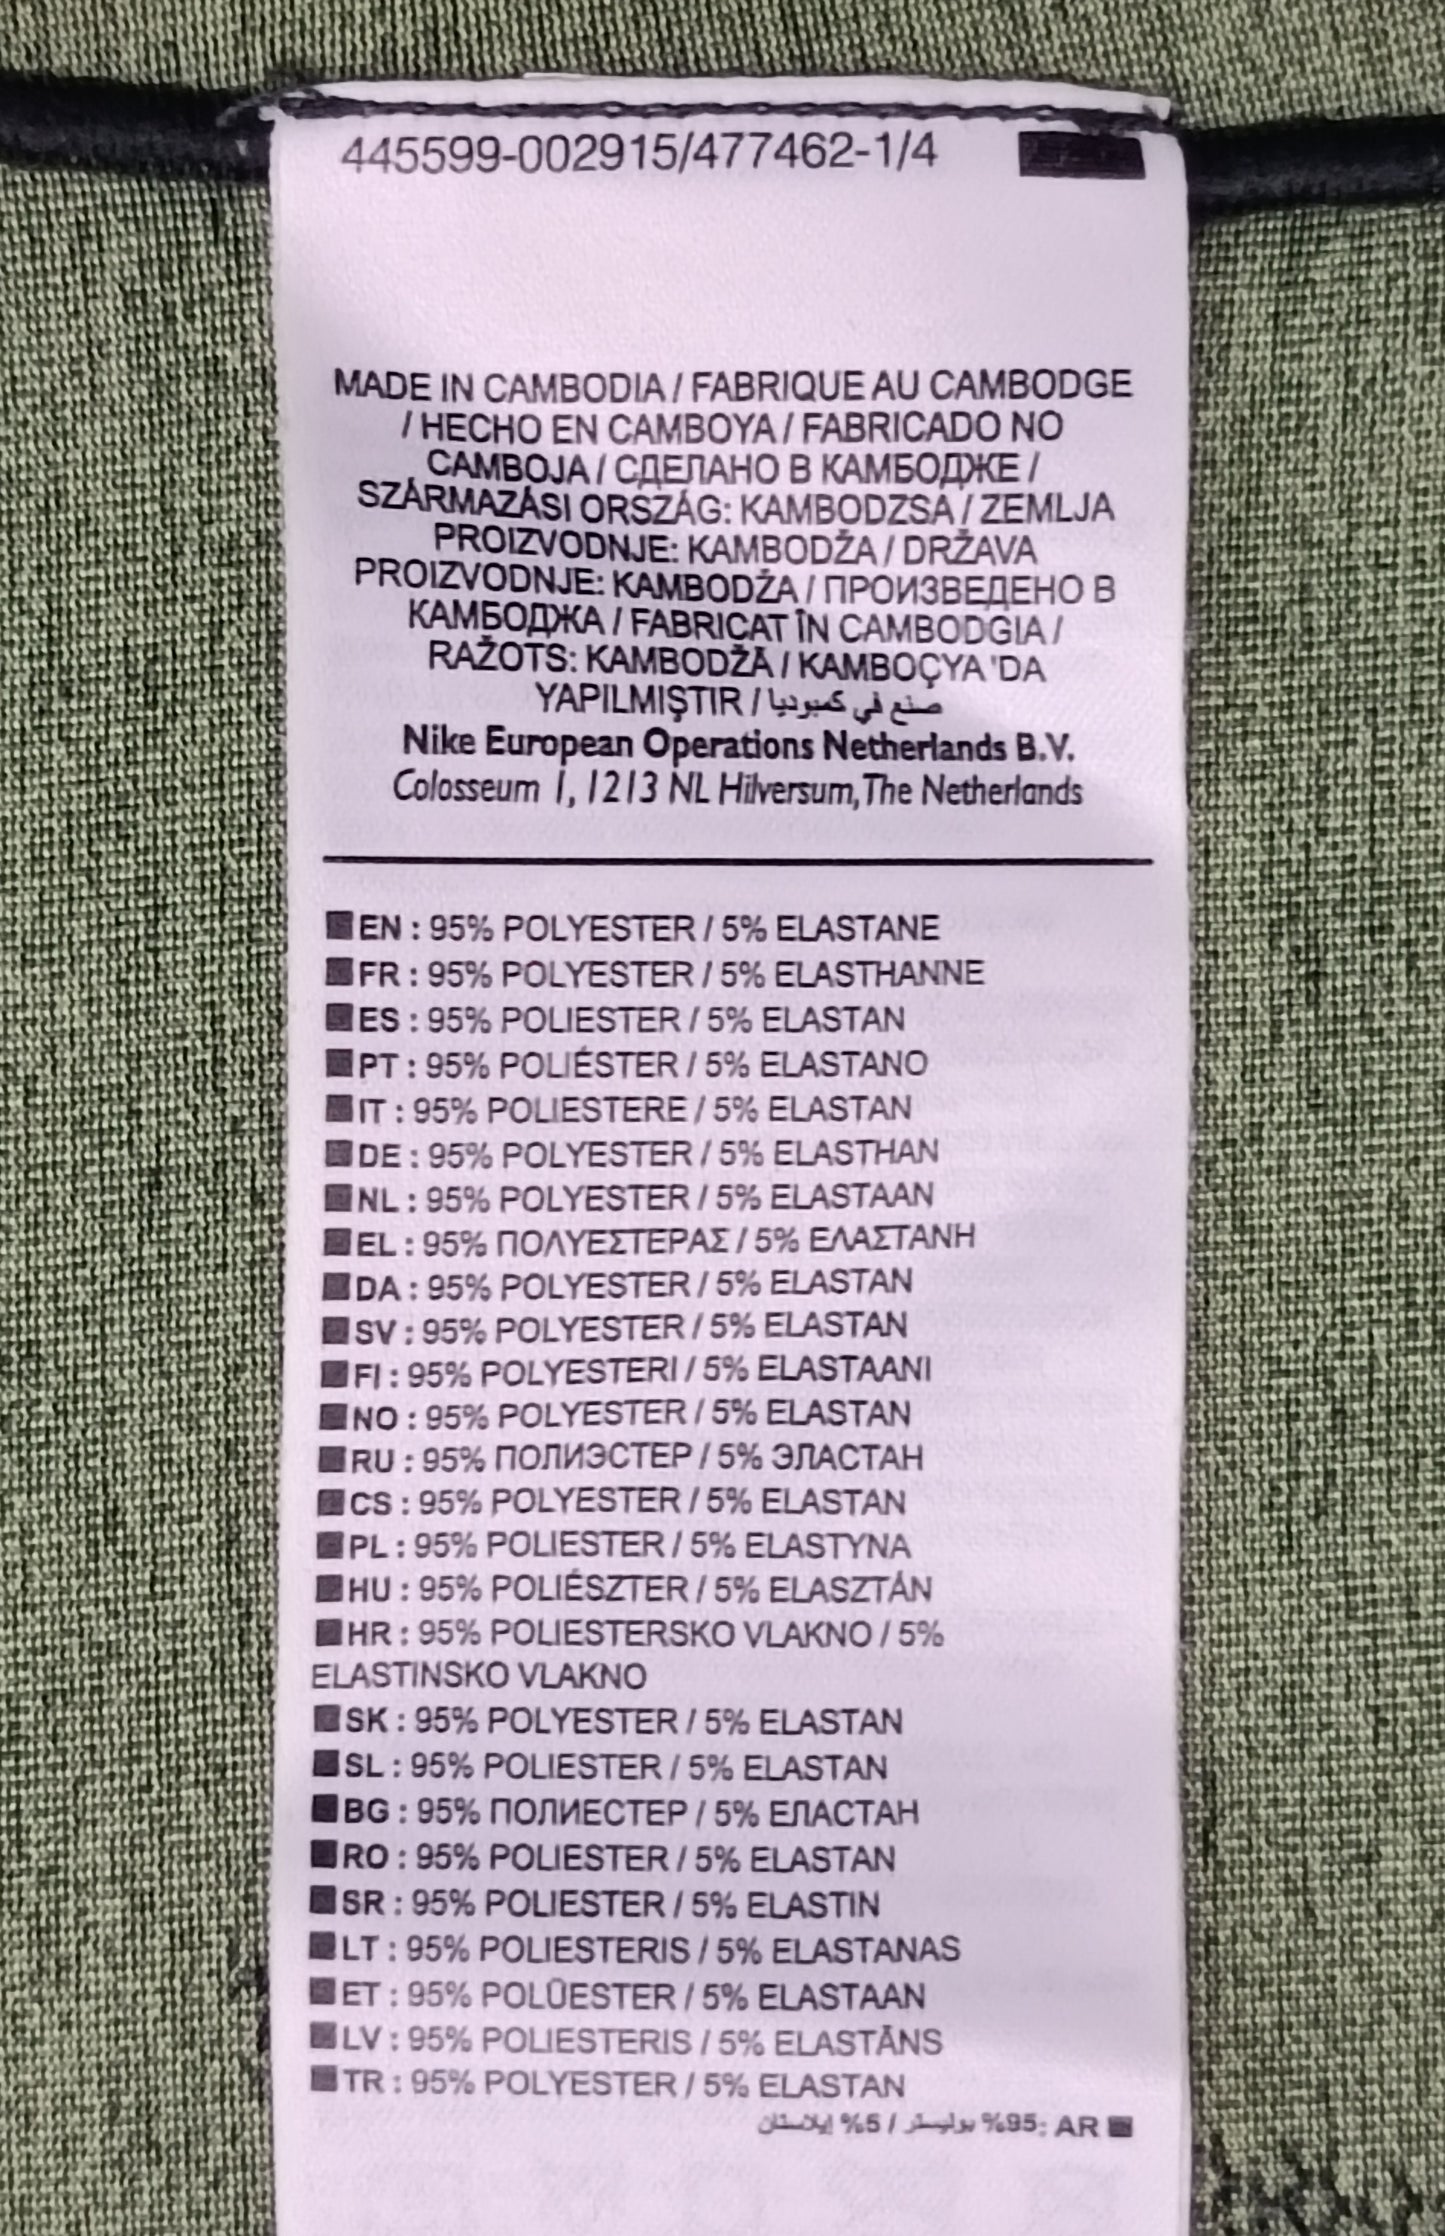 445599-002915/477462-1/4
MADE IN CAMBODIA / FABRIQUE AU CAMBODGE
/ HECHO EN CAMBOYA / FABRICADO NO
CAMBOJA / СДЕЛАНО В КАМБОДЖЕ /
SZÁRMAZÁSI ORSZÁG: KAMBODZSA / ZEMLJA
PROIZVODNJE: KAMBODŽA / DRŽAVA
PROIZVODNJE: KAMBODŽA / ПРОИЗВЕДЕНО В
КАМБОДЖА / FABRICAT ÎN CAMBODGIA /
RAŽOTS: KAMBODŽĀ / KAMBOÇYA 'DA
YAPILMIŞTIR / صنع في كمبوديا
Nike European Operations Netherlands B.V.
Colosseum 1, 1213 NL Hilversum, The Netherlands
EN : 95% POLYESTER / 5% ELASTANE
FR : 95% POLYESTER / 5% ELASTHANNE
ES : 95% POLIESTER / 5% ELASTAN
PT : 95% POLIÉSTER / 5% ELASTANO
IT : 95% POLIESTERE / 5% ELASTAN
DE : 95% POLYESTER / 5% ELASTHAN
NL : 95% POLYESTER / 5% ELASTAAN
EL : 95% ΠΟΛΥΕΣΤΕΡΑΣ / 5% ΕΛΑΣΤΑΝΗ
DA : 95% POLYESTER / 5% ELASTAN
SV : 95% POLYESTER / 5% ELASTAN
FI : 95% POLYESTERI / 5% ELASTAANI
NO : 95% POLYESTER / 5% ELASTAN
RU : 95% ПОЛИЭСТЕР / 5% ЭЛАСТАН
CS : 95% POLYESTER / 5% ELASTAN
PL : 95% POLIESTER / 5% ELASTYNA
HU : 95% POLIÉSZTER / 5% ELASZTÁN
HR : 95% POLIESTERSKO VLAKNO / 5%
ELASTINSKO VLAKNO
SK : 95% POLYESTER / 5% ELASTAN
SL : 95% POLIESTER / 5% ELASTAN
BG : 95% ПОЛИЕСТЕР / 5% ЕЛАСТАН
RO : 95% POLIESTER / 5% ELASTAN
SR : 95% POLIESTER / 5% ELASTIN
LT : 95% POLIESTERIS / 5% ELASTANAS
ET : 95% POLÜESTER / 5% ELASTAAN
LV : 95% POLIESTERIS / 5% ELASTĀNS
TR : 95% POLYESTER / 5% ELASTAN
AR :95% بوليستر / 5% إيلاستان